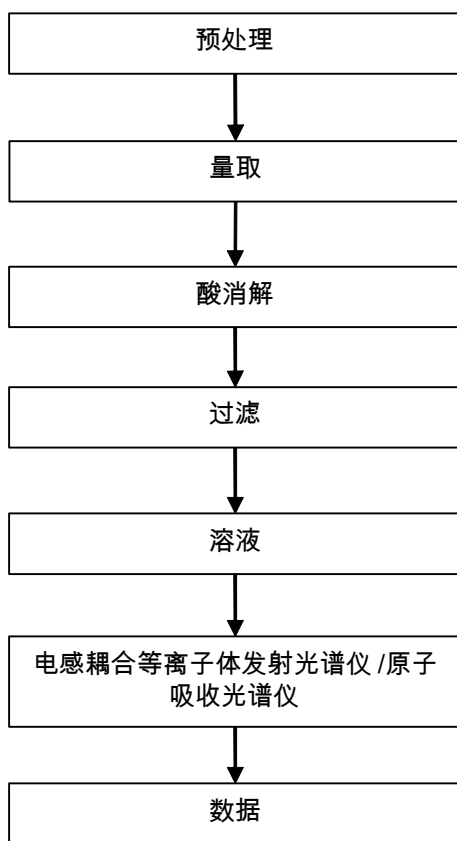 预处理
量取
酸消解
过滤
溶液
电感耦合等离子体发射光谱仪 /原子
吸收光谱仪
数据